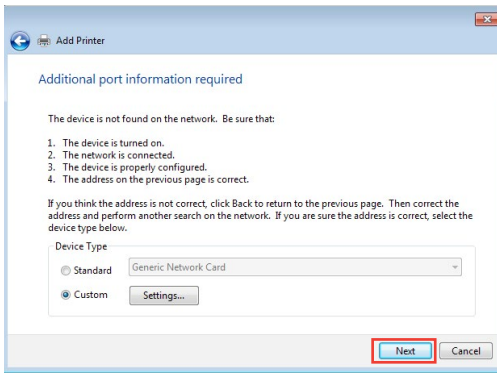 Add Printer
Additional port information required
The device is not found on the network. Be sure that:
1. The device is turned on.
2. The network is connected.
3. The device is properly configured.
4. The address on the previous page is correct.
If you think the address is not correct, click Back to return to the previous page. Then correct the
address and perform another search on the network. If you are sure the address is correct, select the
device type below.
Device Type
Standard Generic Network Card
Custom Settings...
Next Cancel